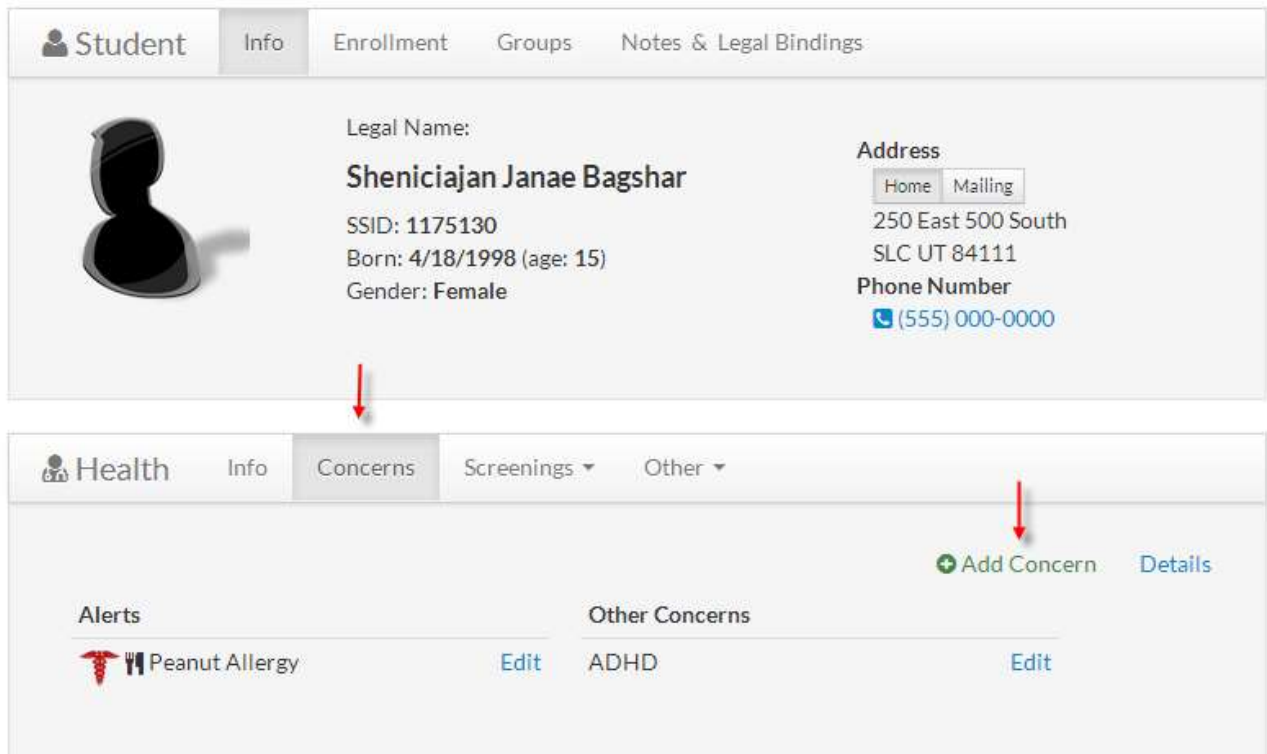 Student Info Enrollment Groups Notes & Legal Bindings
Legal Name:
Sheniciajan Janae Bagshar
SSID: 1175130
Born: 4/18/1998 (age: 15)
Gender: Female
Address
Home Mailing
250 East 500 South
SLC UT 84111
Phone Number
(555) 000-0000
Health Info Concerns Screenings Other
Add Concern Details
Alerts Other Concerns
Peanut Allergy Edit ADHD Edit